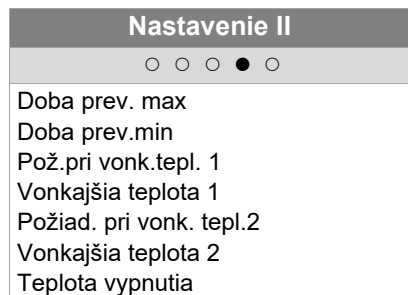 Nastavenie II
○ ○ ○ ● ○
Doba prev. max
Doba prev.min
Pož.pri vonk.tepl. 1
Vonkajšia teplota 1
Požiad. pri vonk. tepl.2
Vonkajšia teplota 2
Teplota vypnutia